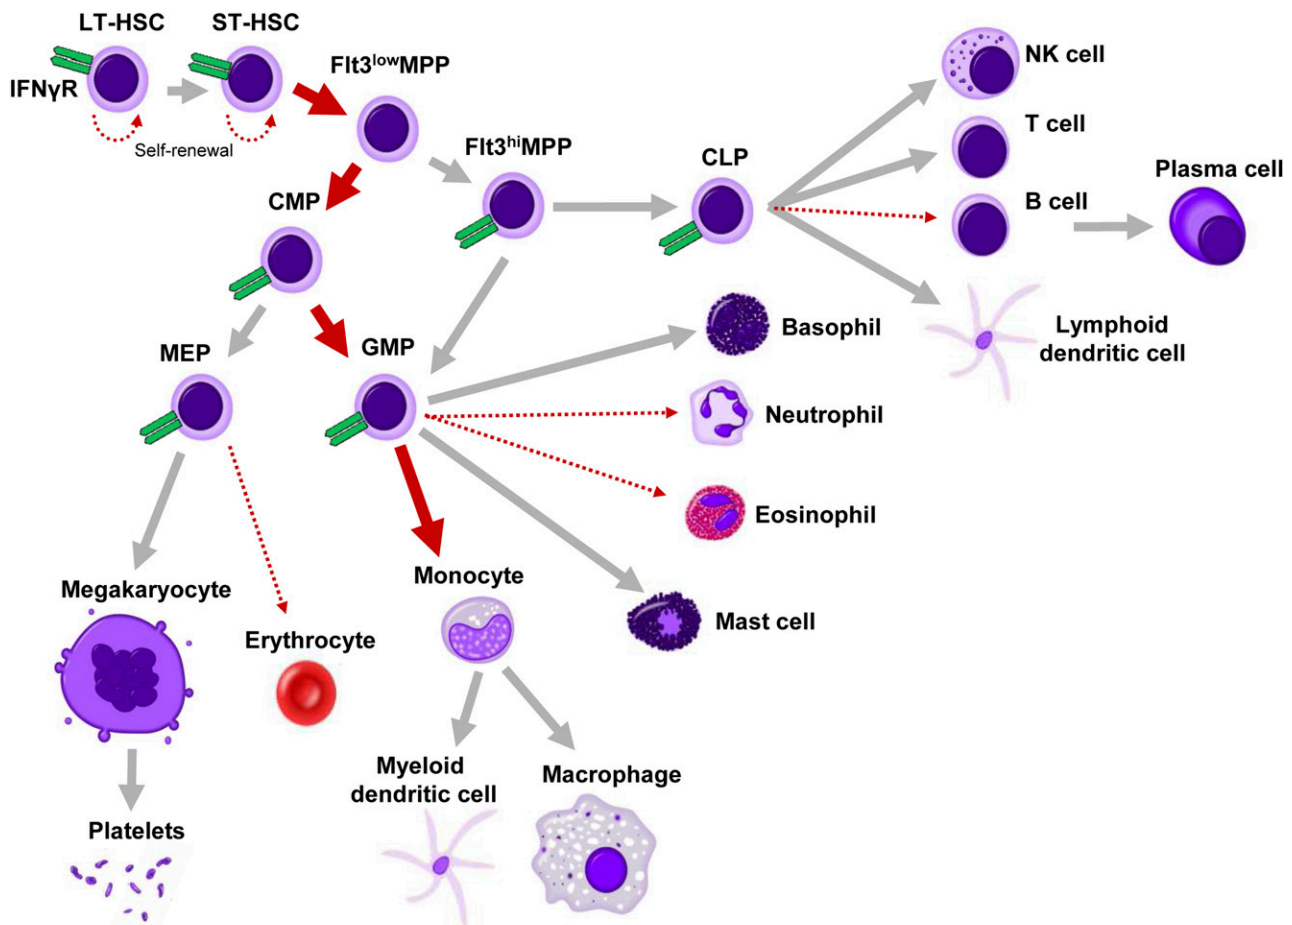 LT-HSC
ST-HSC
IFNγR
Self-renewal
Flt3lowMPP
Flt3hiMPP
CLP
NK cell
T cell
B cell
Plasma cell
Lymphoid
dendritic cell
CMP
MEP
GMP
Basophil
Neutrophil
Eosinophil
Mast cell
Megakaryocyte
Erythrocyte
Monocyte
Platelets
Myeloid
dendritic cell
Macrophage